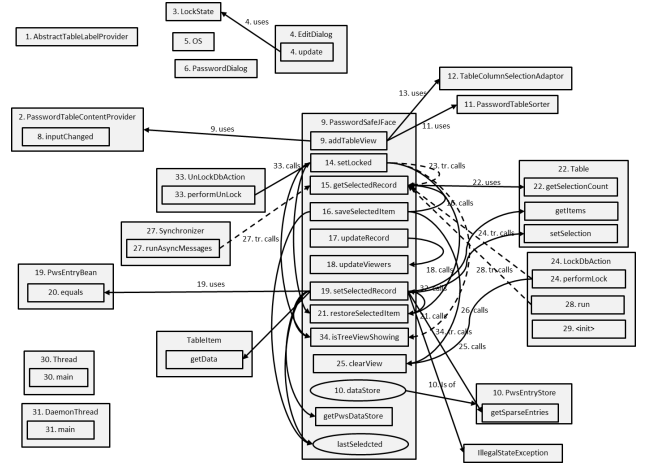 1. AbstractTableLabelProvider
3. LockState
4. uses
4. EditDialog
4. update
5. OS
6. PasswordDialog
12. TableColumnSelectionAdaptor
13. uses
11. PasswordTableSorter
11. uses
2. PasswordTableContentProvider
8. inputChanged
9. uses
9. PasswordSafeJFace
9. addTableView
14. setLocked
15. getSelectedRecord
16. saveSelectedItem
17. updateRecord
18. updateViewers
19. setSelectedRecord
21. restoreSelectedItem
34. isTreeViewShowing
25. clearView
10. dataStore
getPwsDataStore
lastSeledcted
33. calls
33. UnLockDbAction
33. performUnLock
23. tr. calls
22. uses
22. Table
22. getSelectionCount
getItems
setSelection
27. Synchronizer
27. runAsyncMessages
27. tr. calls
24. tr. calls
18. calls
28. tr. calls
24. LockDbAction
24. performLock
28. run
29. <init>
19. PwsEntryBean
20. equals
19. uses
21. calls
26. calls
34. tr. calls
25. calls
TableItem
getData
30. Thread
30. main
31. DaemonThread
31. main
10. Is of
10. PwsEntryStore
getSparseEntries
IllegalStateException